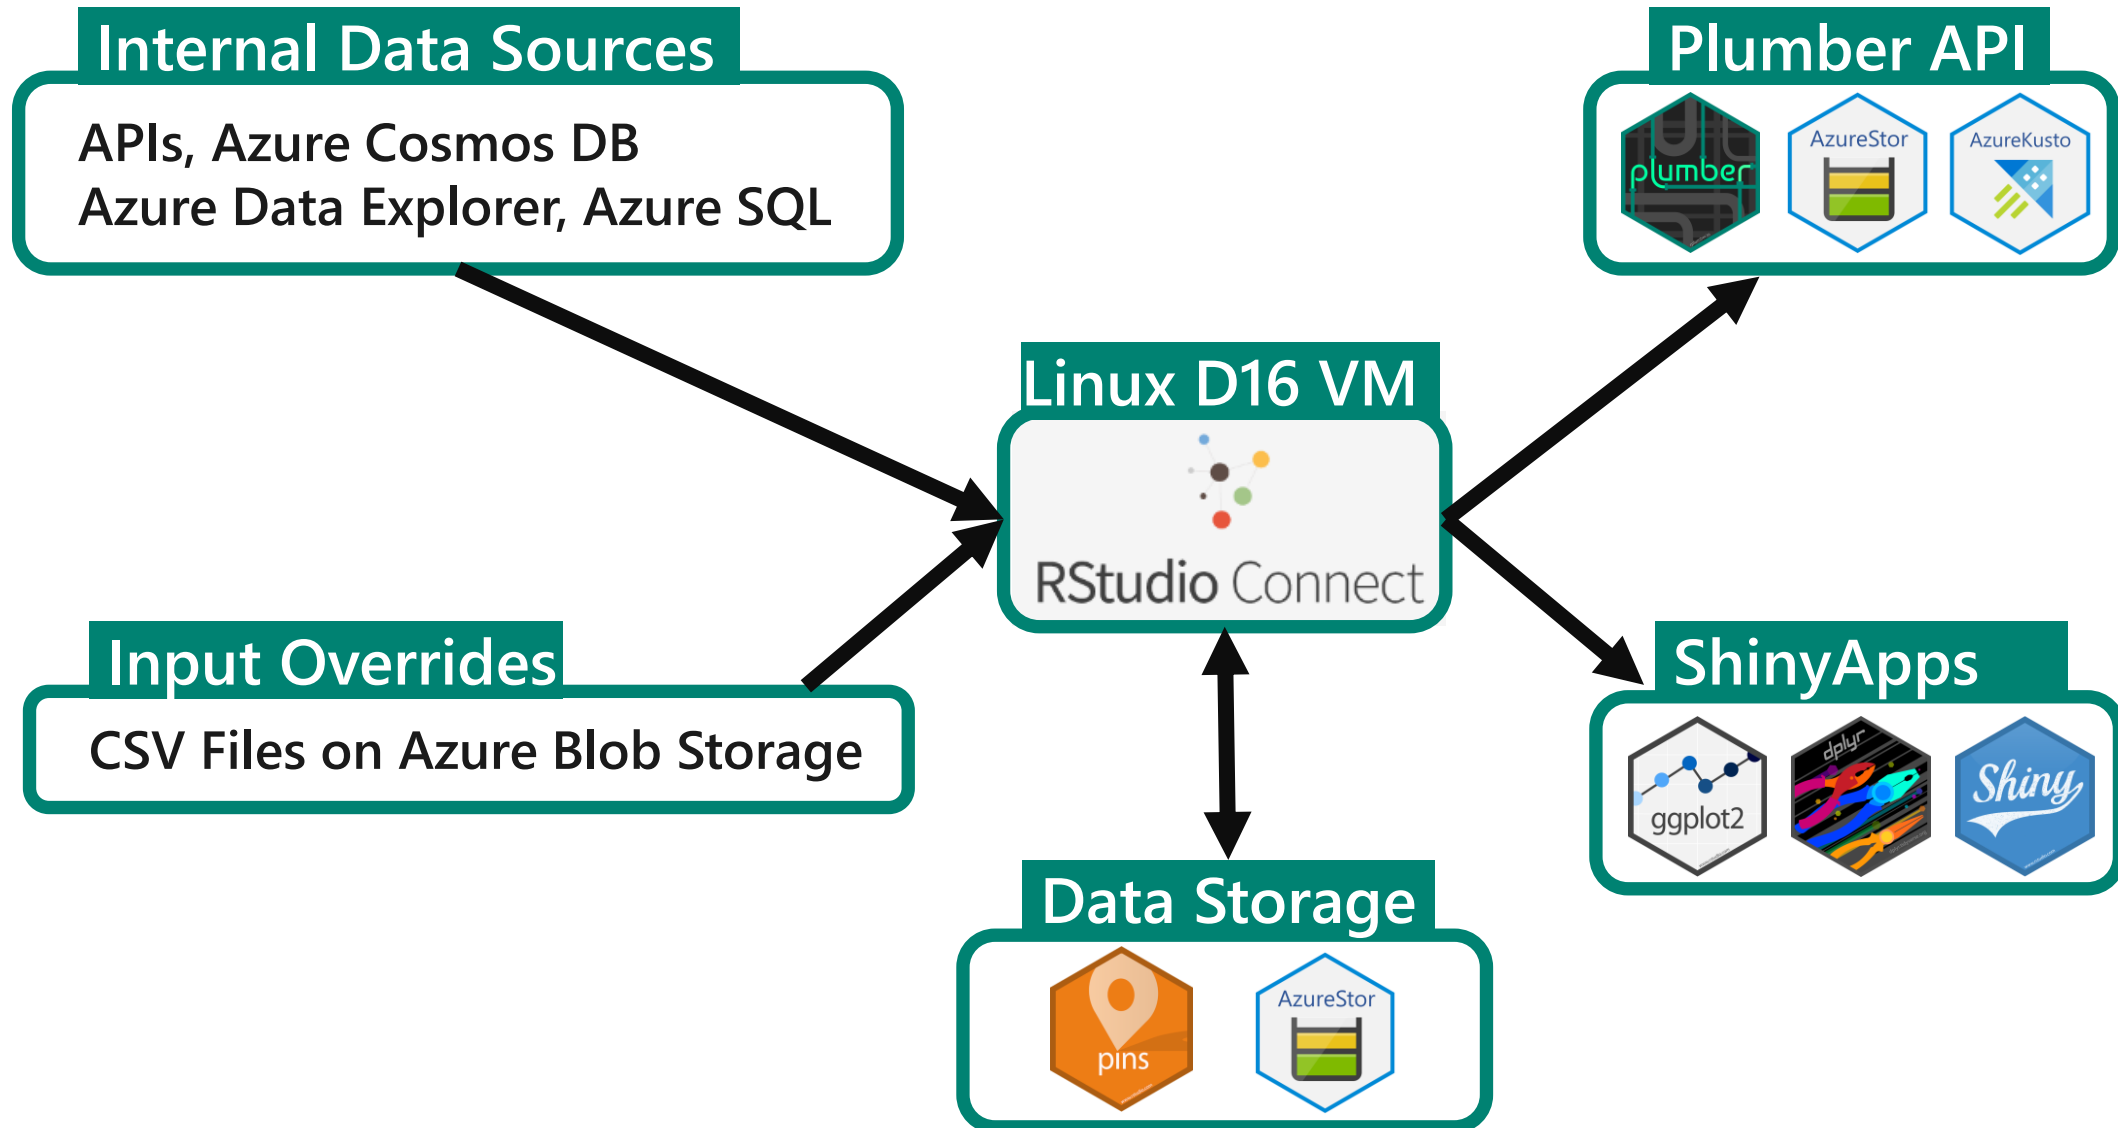 Internal Data Sources
APIs, Azure Cosmos DB
Azure Data Explorer, Azure SQL
Plumber API
plumber
AzureStor
AzureKusto
Linux D16 VM
RStudio Connect
Input Overrides
CSV Files on Azure Blob Storage
ShinyApps
ggplot2
dplyr
Shiny
Data Storage
pins
AzureStor